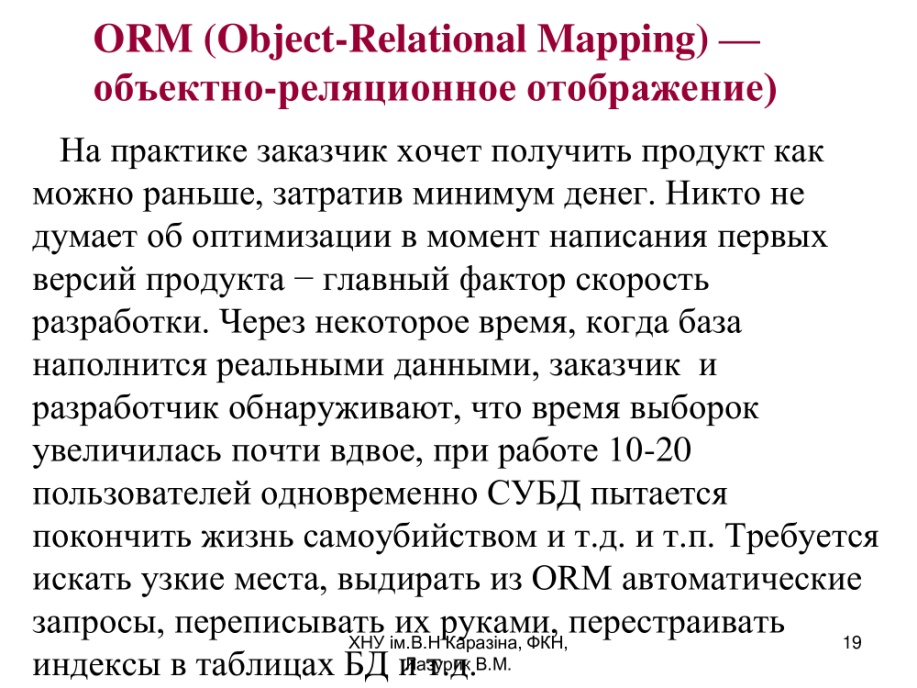 ORM (Object-Relational Mapping) —
объектно-реляционное отображение)
На практике заказчик хочет получить продукт как
можно раньше, затратив минимум денег. Никто не
думает об оптимизации в момент написания первых
версий продукта − главный фактор скорость
разработки. Через некоторое время, когда база
наполнится реальными данными, заказчик  и
разработчик обнаруживают, что время выборок
увеличилась почти вдвое, при работе 10-20
пользователей одновременно СУБД пытается
покончить жизнь самоубийством и т.д. и т.п. Требуется
искать узкие места, выдирать из ORM автоматические
запросы, переписывать их руками, перестраивать
индексы в таблицах БД и т.д.
ХНУ ім.В.Н Каразіна, ФКН,
Лазурик В.М.
19